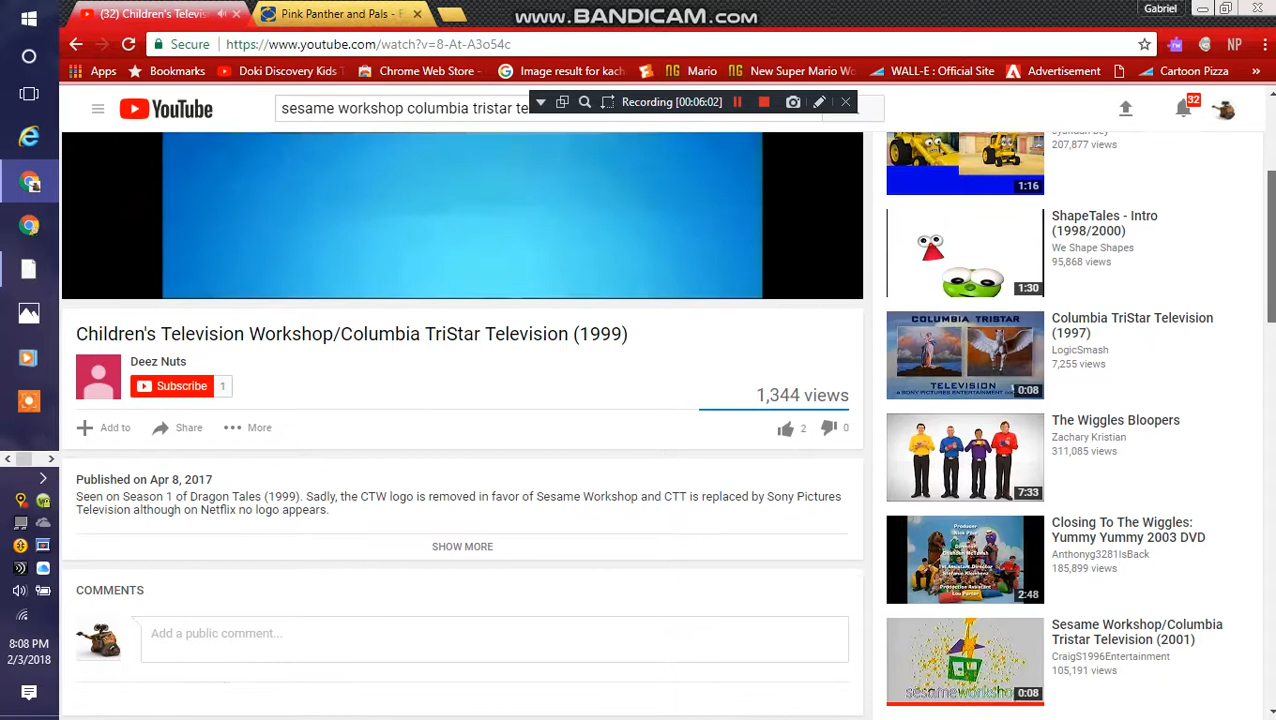 www.BANDICAM.com
Gabriel
(32) Children's Televis
Pink Panther and Pals -
Secure https://www.youtube.com/watch?v=8-At-A3o54c
NP
Apps Bookmarks Doki Discovery Kids Chrome Web Store - Image result for kach Mario New Super Mario Wo WALL-E : Official Site Advertisement Cartoon Pizza
YouTube
sesame workshop columbia tristar te
Recording [00:06:02]
32
207,877 views
1:16
ShapeTales - Intro
(1998/2000)
We Shape Shapes
95,868 views
1:30
Children's Television Workshop/Columbia TriStar Television (1999)
Deez Nuts
Subscribe 1
1,344 views
Add to Share More
2 0
COLUMBIA TRISTAR
TELEVISION
a SONY PICTURES ENTERTAINMENT
0:08
Columbia TriStar Television
(1997)
LogicSmash
7,255 views
The Wiggles Bloopers
Zachary Kristian
311,085 views
7:33
Published on Apr 8, 2017
Seen on Season 1 of Dragon Tales (1999). Sadly, the CTW logo is removed in favor of Sesame Workshop and CTT is replaced by Sony Pictures
Television although on Netflix no logo appears.
SHOW MORE
COMMENTS
Add a public comment...
Producer
2:48
Closing To The Wiggles:
Yummy Yummy 2003 DVD
Anthonyg3281IsBack
185,899 views
sesameworksho
0:08
Sesame Workshop/Columbia
Tristar Television (2001)
CraigS1996Entertainment
105,191 views
8:08 PM
2/3/2018